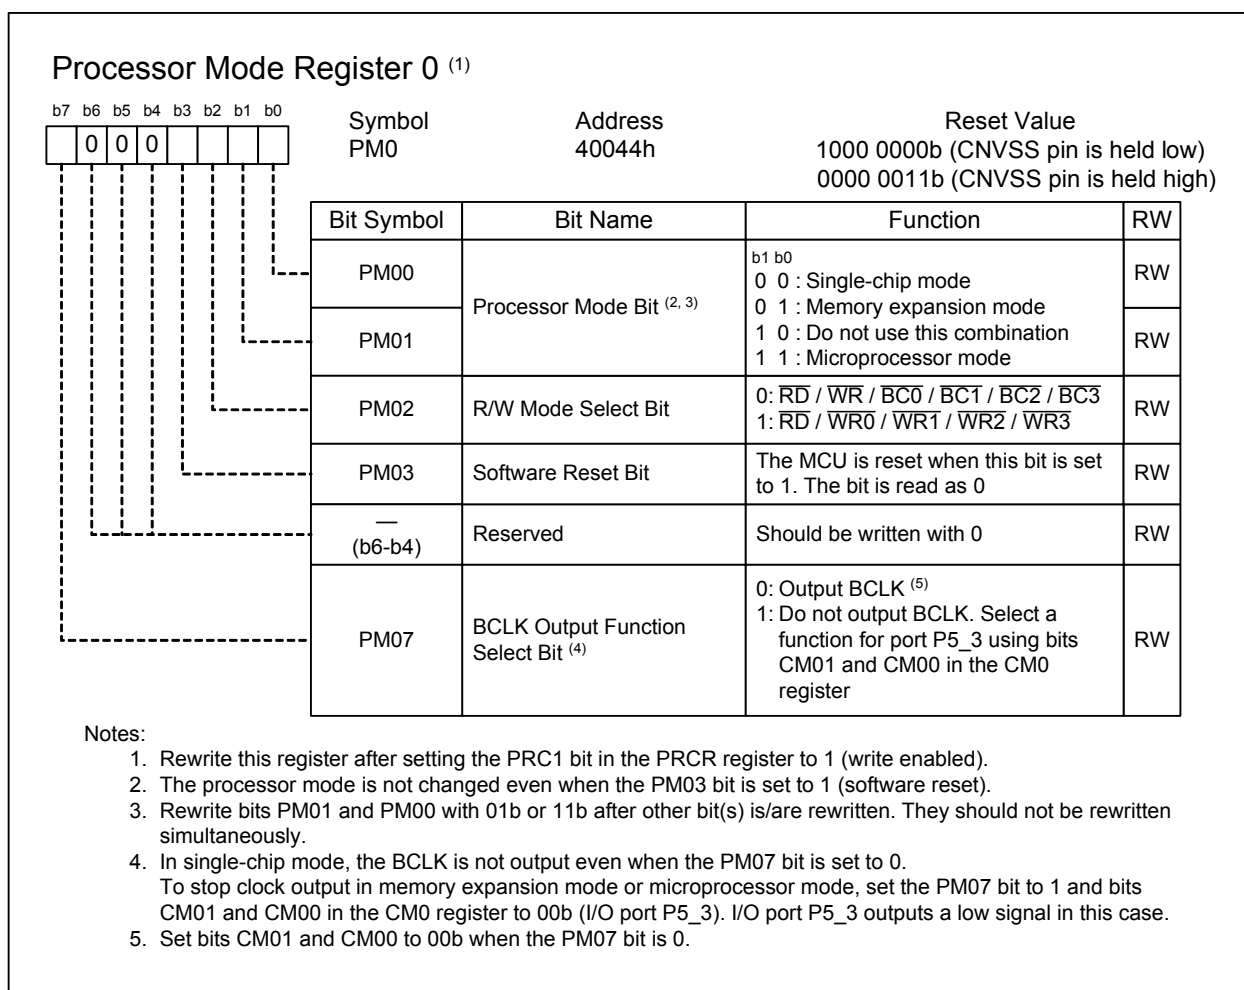 Processor Mode Register 0 (1)
b7 b6 b5 b4 b3 b2 b1 b0
0 0 0
Symbol Address Reset Value
PM0 40044h 1000 0000b (CNVSS pin is held low)
0000 0011b (CNVSS pin is held high)
Bit Symbol Bit Name Function RW
PM00 RW
PM01 RW
Processor Mode Bit (2, 3)
b1 b0
0 0 : Single-chip mode
0 1 : Memory expansion mode
1 0 : Do not use this combination
1 1 : Microprocessor mode
PM02 R/W Mode Select Bit RW
0: R̅D̅ / W̅R̅ / B̅C̅0̅ / B̅C̅1̅ / B̅C̅2̅ / B̅C̅3̅
1: R̅D̅ / W̅R̅0̅ / W̅R̅1̅ / W̅R̅2̅ / W̅R̅3̅
PM03 Software Reset Bit RW
The MCU is reset when this bit is set
to 1. The bit is read as 0
—
(b6-b4) Reserved Should be written with 0 RW
PM07
BCLK Output Function
Select Bit (4)
0: Output BCLK (5)
1: Do not output BCLK. Select a
function for port P5_3 using bits
CM01 and CM00 in the CM0
register
RW
Notes:
1. Rewrite this register after setting the PRC1 bit in the PRCR register to 1 (write enabled).
2. The processor mode is not changed even when the PM03 bit is set to 1 (software reset).
3. Rewrite bits PM01 and PM00 with 01b or 11b after other bit(s) is/are rewritten. They should not be rewritten
simultaneously.
4. In single-chip mode, the BCLK is not output even when the PM07 bit is set to 0.
To stop clock output in memory expansion mode or microprocessor mode, set the PM07 bit to 1 and bits
CM01 and CM00 in the CM0 register to 00b (I/O port P5_3). I/O port P5_3 outputs a low signal in this case.
5. Set bits CM01 and CM00 to 00b when the PM07 bit is 0.